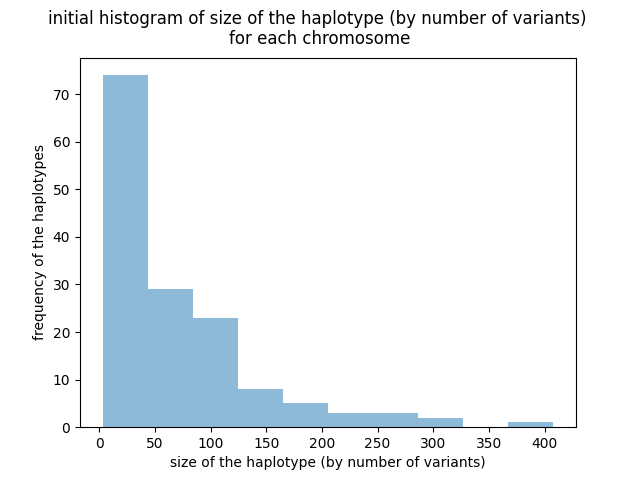 initial histogram of size of the haplotype (by number of variants)
for each chromosome
frequency of the haplotypes
70
60
50
40
30
20
10
0
0 50 100 150 200 250 300 350 400
size of the haplotype (by number of variants)